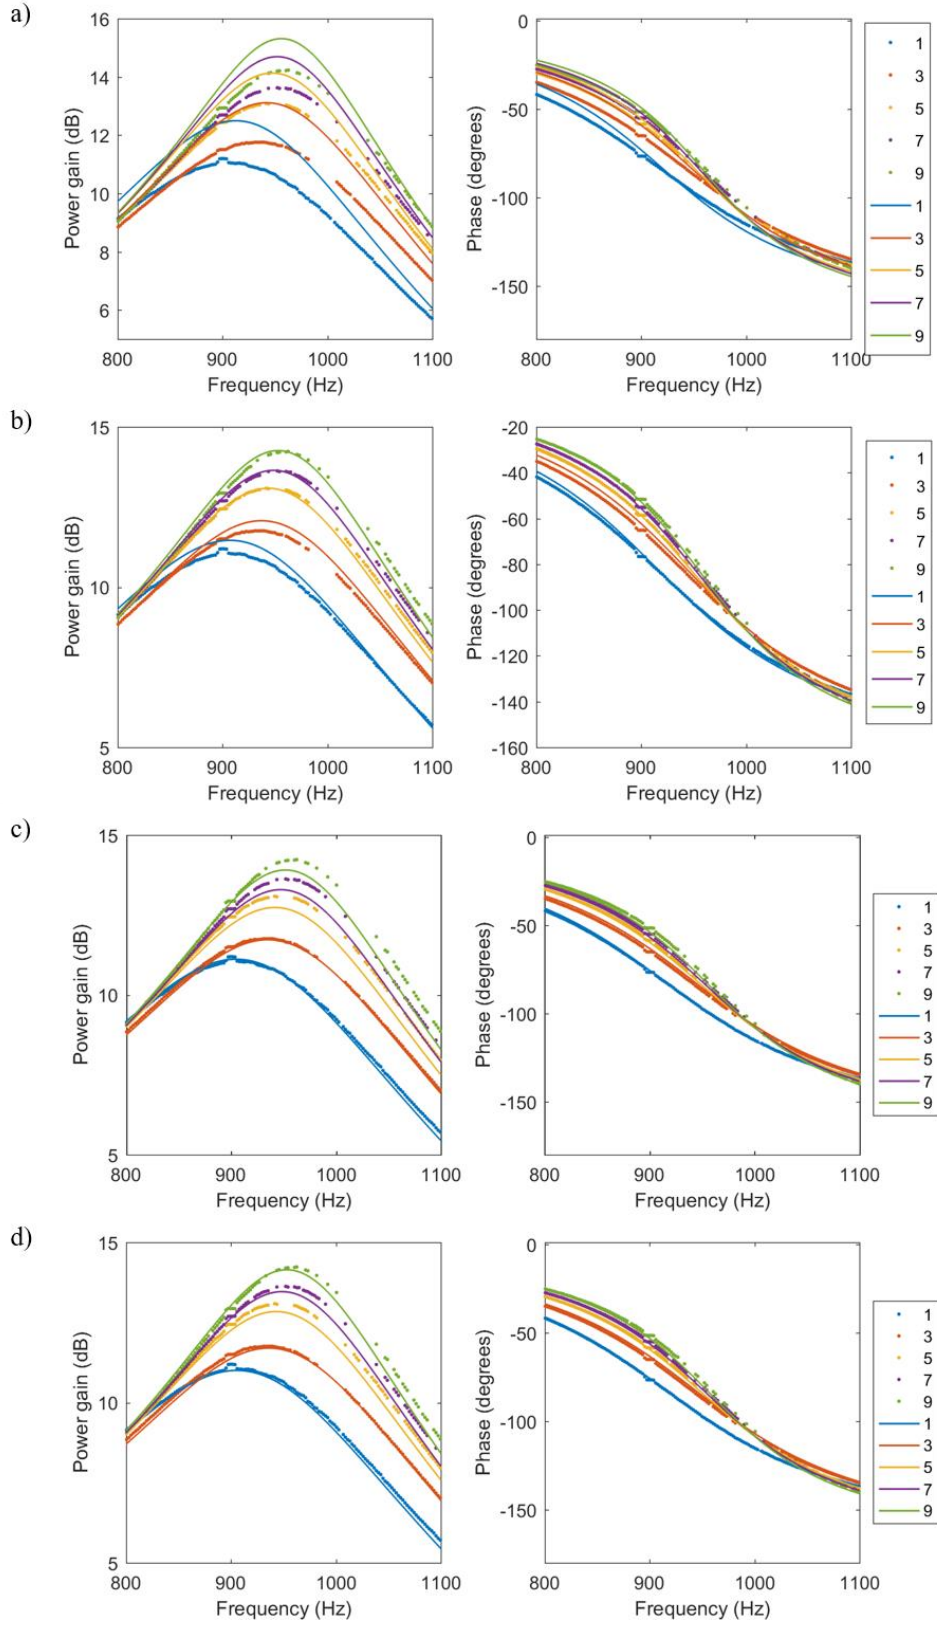 a)
16
14
12
10
8
6
Power gain (dB)
800 900 1000 1100
Frequency (Hz)
0
-50
-100
-150
Phase (degrees)
800 900 1000 1100
Frequency (Hz)
1
3
5
7
9
1
3
5
7
9
b)
15
10
5
Power gain (dB)
800 900 1000 1100
Frequency (Hz)
-20
-40
-60
-80
-100
-120
-140
-160
Phase (degrees)
800 900 1000 1100
Frequency (Hz)
1
3
5
7
9
1
3
5
7
9
c)
15
10
5
Power gain (dB)
800 900 1000 1100
Frequency (Hz)
0
-50
-100
-150
Phase (degrees)
800 900 1000 1100
Frequency (Hz)
1
3
5
7
9
1
3
5
7
9
d)
15
10
5
Power gain (dB)
800 900 1000 1100
Frequency (Hz)
0
-50
-100
-150
Phase (degrees)
800 900 1000 1100
Frequency (Hz)
1
3
5
7
9
1
3
5
7
9